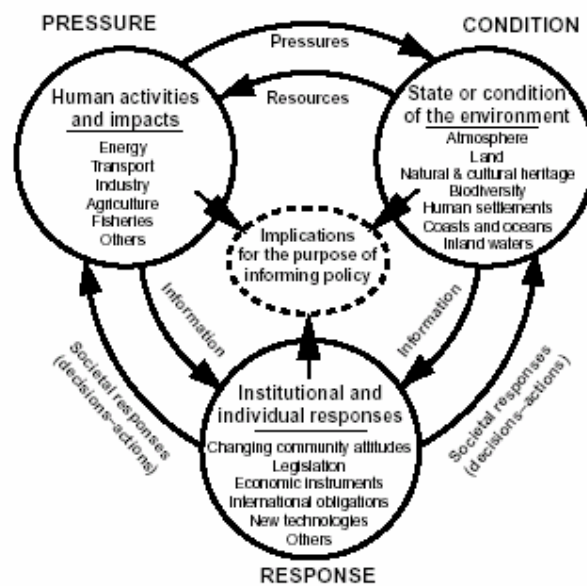 PRESSURE
CONDITION
Pressures
Resources
Human activities
and impacts
Energy
Transport
Industry
Agriculture
Fisheries
Others
State or condition
of the environment
Atmosphere
Land
Natural & cultural heritage
Biodiversity
Human settlements
Coasts and oceans
Inland waters
Implications
for the purpose of
informing policy
Information
Information
Societal responses
(decisions–actions)
Societal responses
(decisions–actions)
Institutional and
individual responses
Changing community attitudes
Legislation
Economic instruments
International obligations
New technologies
Others
RESPONSE